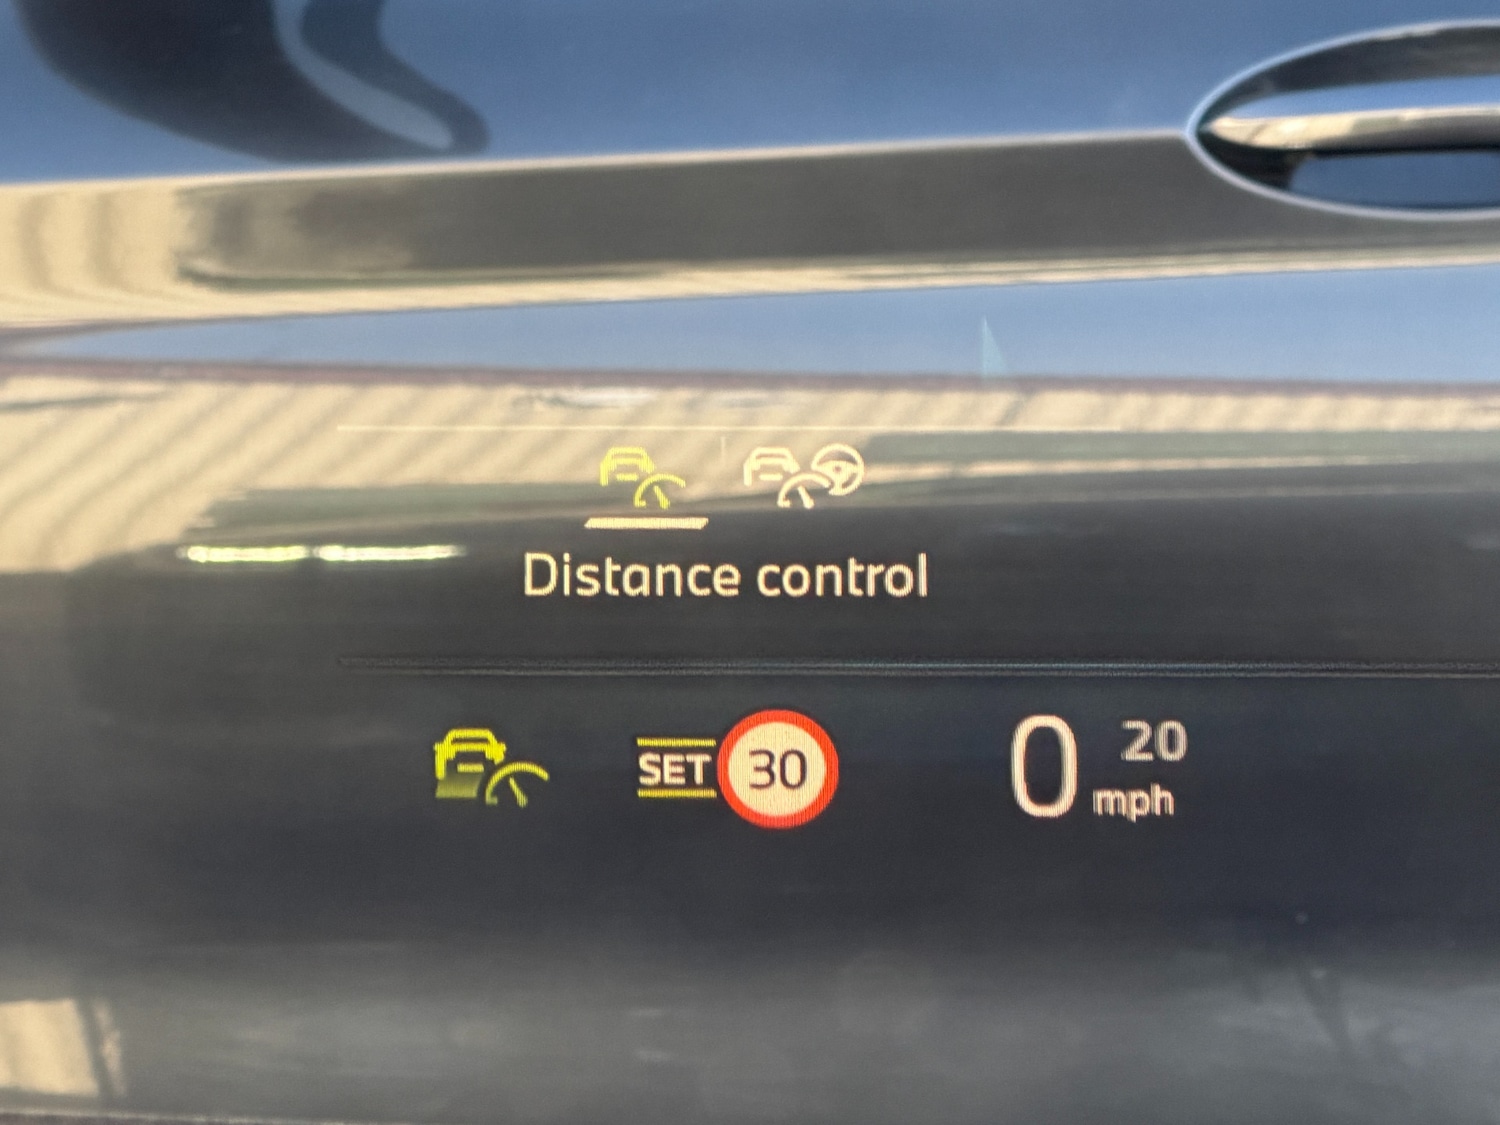 Distance control
SET 30 0 20
mph